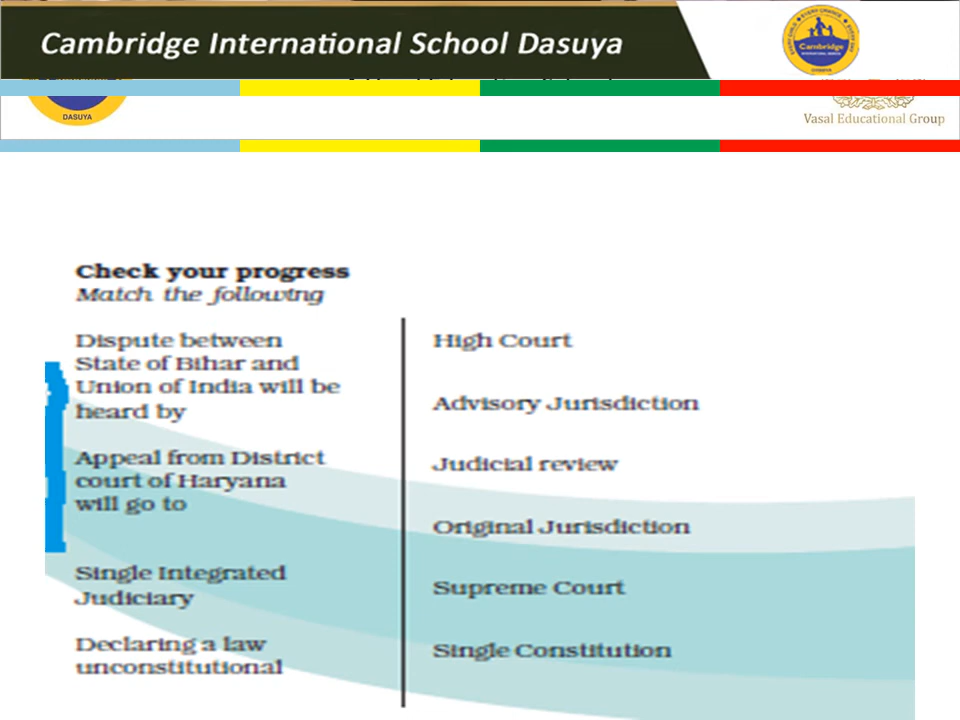 Cambridge International School Dasuya
Cambridge
DASUYA
Vasal Educational Group
Check your progress
Match the following
Dispute between
State of Bihar and
Union of India will be
heard by
Appeal from District
court of Haryana
will go to
Single Integrated
Judiciary
Declaring a law
unconstitutional
High Court
Advisory Jurisdiction
Judicial review
Original Jurisdiction
Supreme Court
Single Constitution